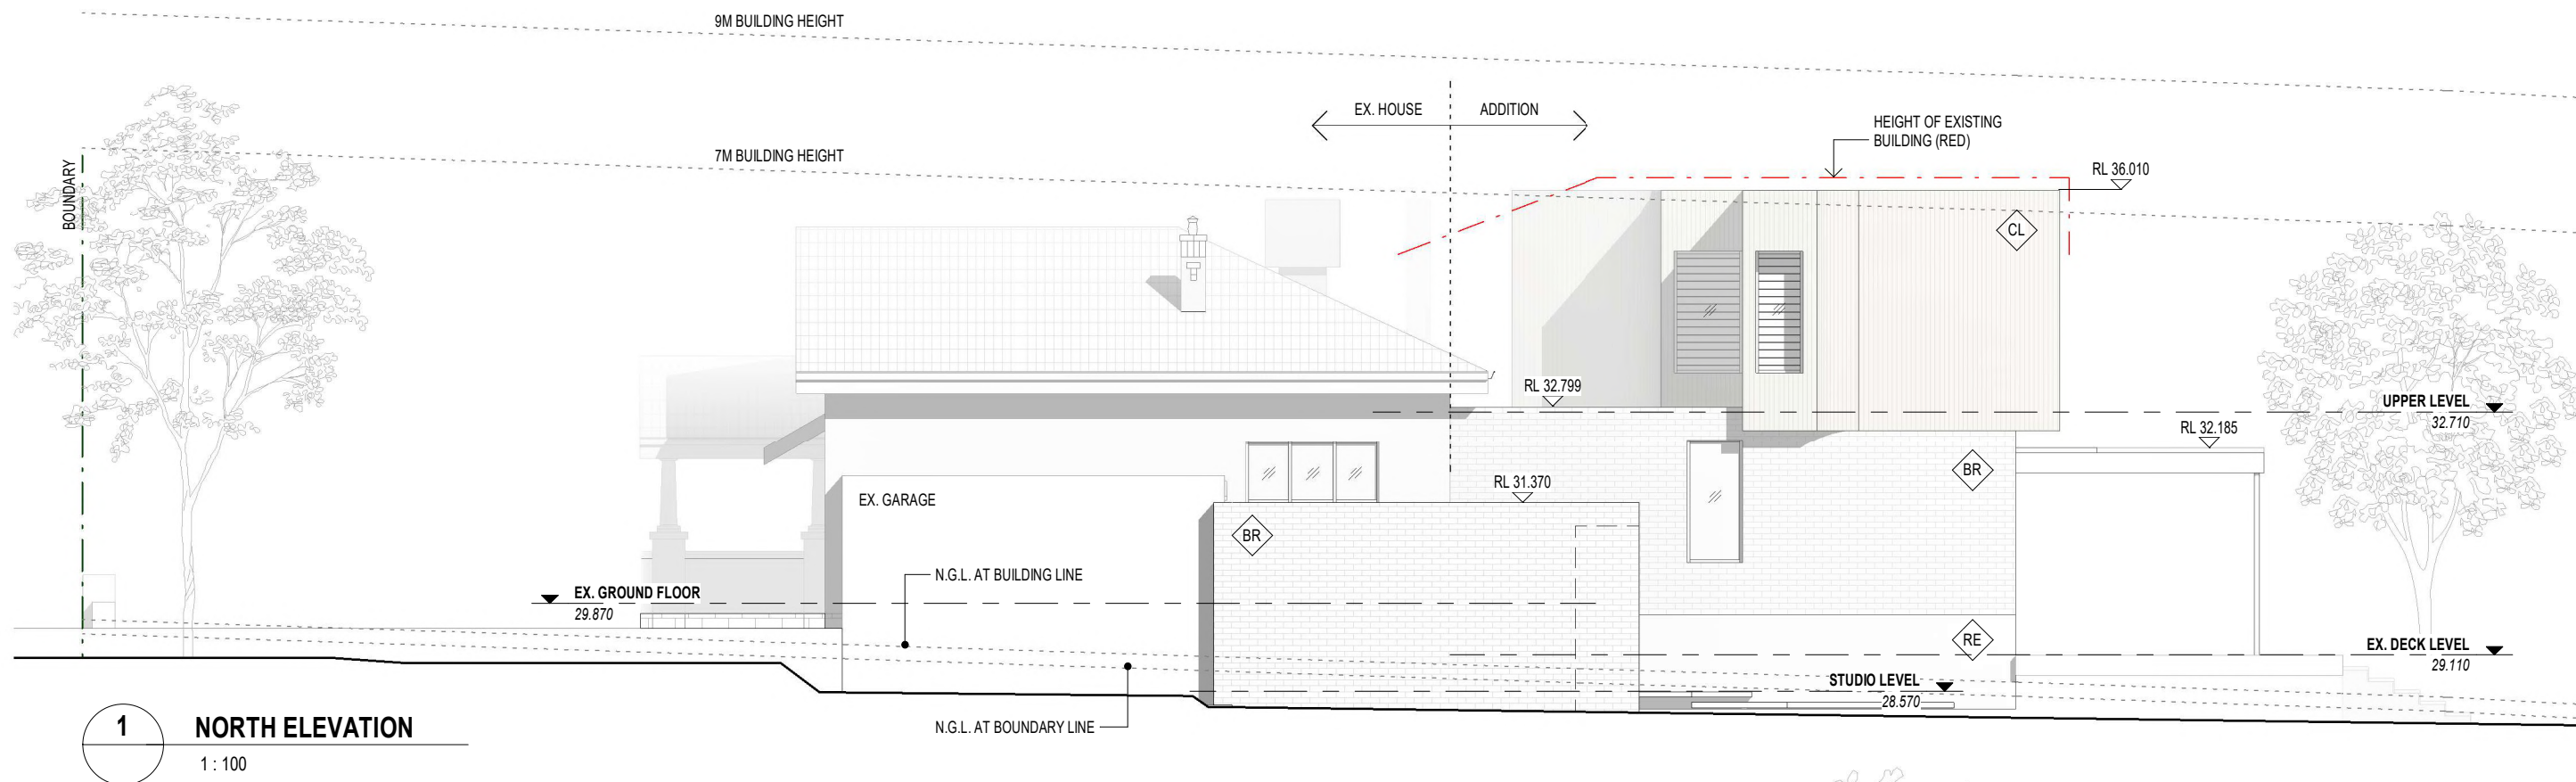 9M BUILDING HEIGHT
EX. HOUSE
ADDITION
HEIGHT OF EXISTING
BUILDING (RED)
BOUNDARY
7M BUILDING HEIGHT
RL 36.010
CL
RL 32.799
UPPER LEVEL
32.710
RL 32.185
BR
RL 31.370
EX. GARAGE
BR
N.G.L. AT BUILDING LINE
EX. GROUND FLOOR
29.870
RE
EX. DECK LEVEL
29.110
STUDIO LEVEL
28.570
N.G.L. AT BOUNDARY LINE
1
NORTH ELEVATION
1 : 100